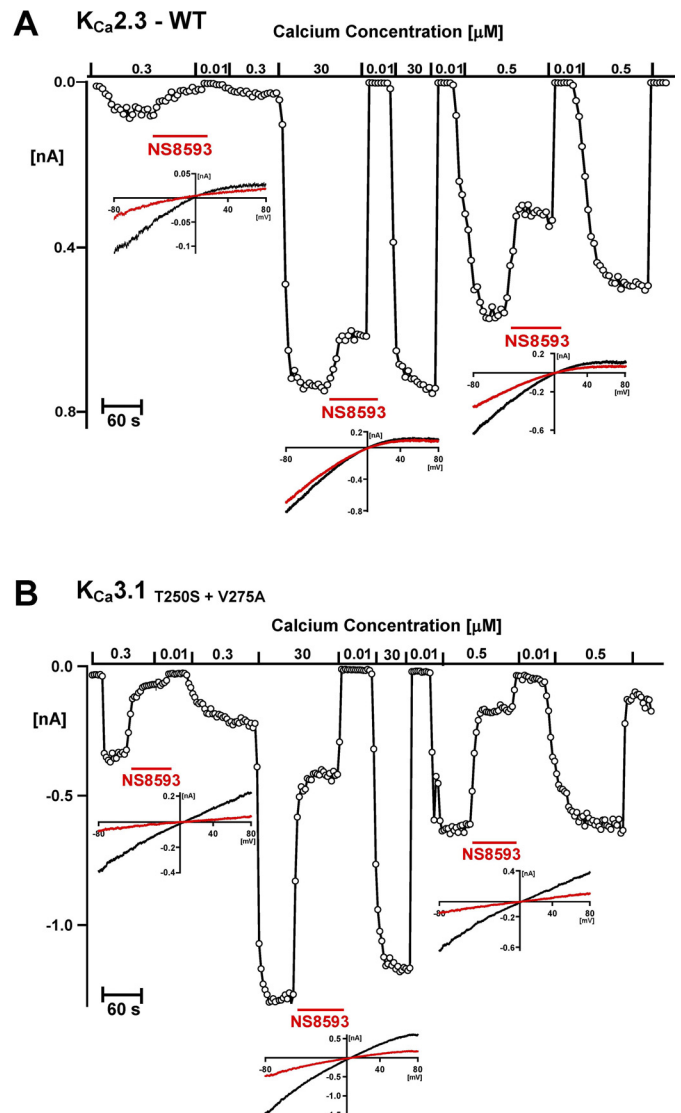 A K_Ca2.3 - WT
Calcium Concentration [µM]
0.3 0.01 0.3 30 0.01 30 0.01 0.5 0.01 0.5
0.0
[nA]
NS8593
0.05 [nA]
-80 40 80
-0.05 [mV]
-0.1
0.4
NS8593
0.2 [nA]
-80 40 80
-0.2 [mV]
-0.6
0.8
60 s
NS8593
0.2 [nA]
-80 40 80
[mV]
-0.4
-0.8
B K_Ca3.1 T250S + V275A
Calcium Concentration [µM]
0.3 0.01 0.3 30 0.01 30 0.01 0.5 0.01 0.5
0.0
[nA]
NS8593
0.2 [nA]
-80 40 80
-0.2 [mV]
-0.4
-0.5
NS8593
0.4 [nA]
-80 40 80
-0.2 [mV]
-0.6
-1.0
60 s
NS8593
0.5 [nA]
-80 40 80
-0.5 [mV]
-1.0